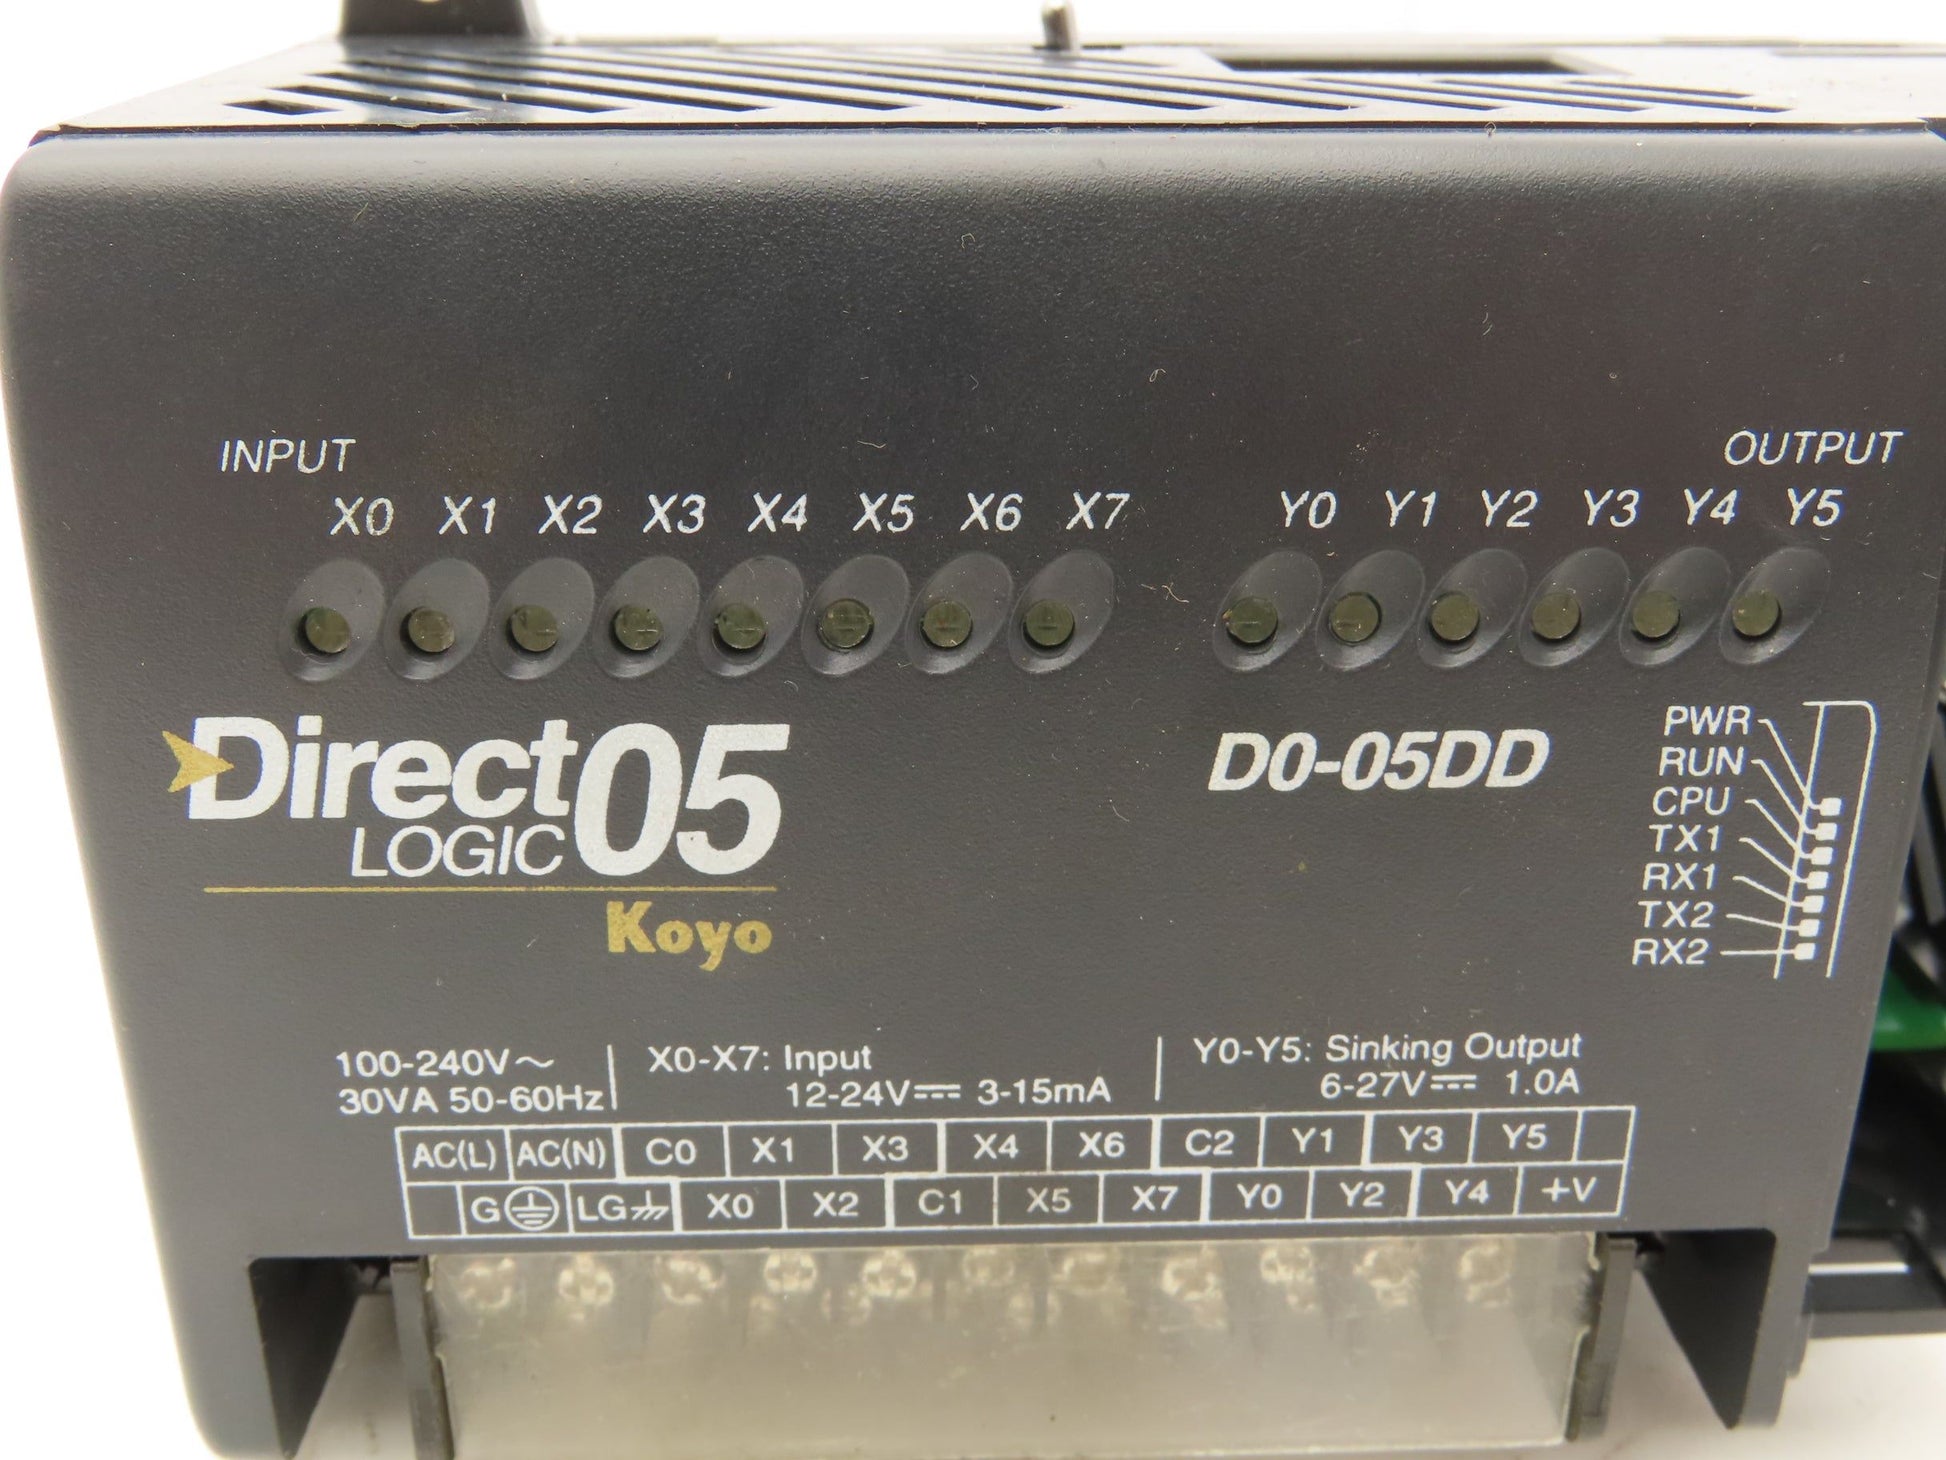 INPUT
OUTPUT
X0 X1 X2 X3 X4 X5 X6 X7 Y0 Y1 Y2 Y3 Y4 Y5
Direct05
LOGIC
Koyo
D0-05DD
PWR
RUN
CPU
TX1
RX1
TX2
RX2
100-240V~
30VA 50-60Hz
X0-X7: Input
12-24V⎓ 3-15mA
Y0-Y5: Sinking Output
6-27V⎓ 1.0A
AC(L) AC(N) C0 X1 X3 X4 X6 C2 Y1 Y3 Y5
G LG X0 X2 C1 X5 X7 Y0 Y2 Y4 +V